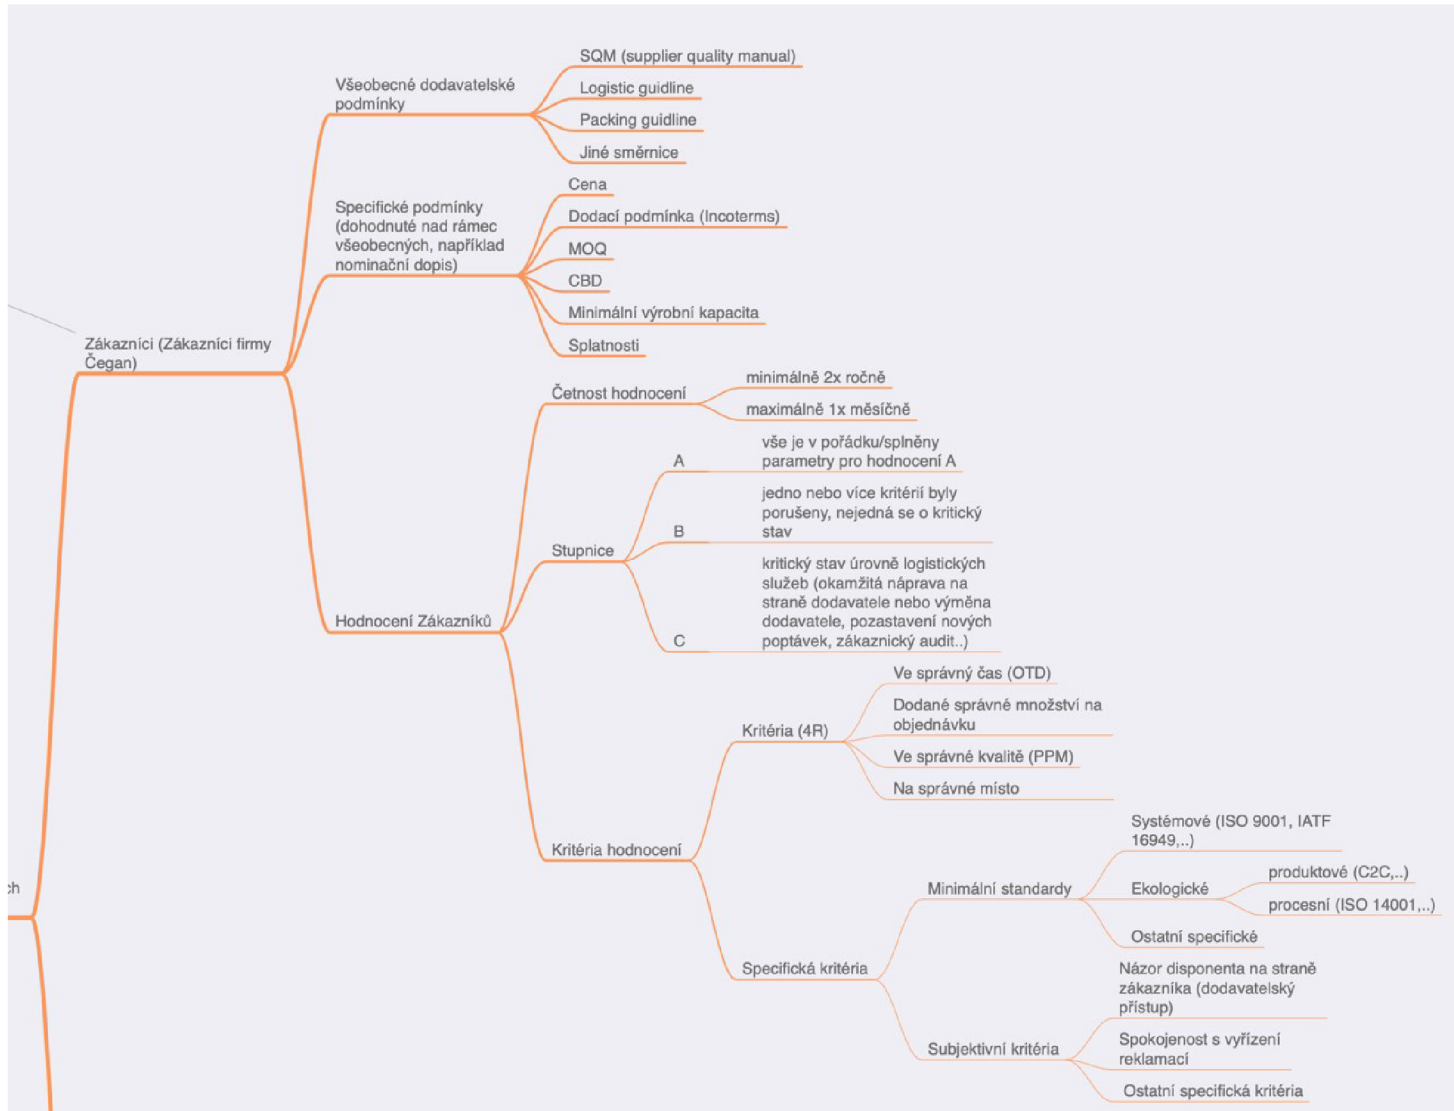 SQM (supplier quality manual)
Všeobecné dodavatelské
podmínky
Logistic guidline
Packing guidline
Jiné směrnice
Cena
Specifické podmínky
(dohodnuté nad rámec
všeobecných, například
nominační dopis)
Dodací podmínka (Incoterms)
MOQ
CBD
Minimální výrobní kapacita
Splatnosti
Zákazníci (Zákazníci firmy
Čegan)
Četnost hodnocení
minimálně 2x ročně
maximálně 1x měsíčně
Stupnice
A
vše je v pořádku/splněny
parametry pro hodnocení A
B
jedno nebo více kritérií byly
porušeny, nejedná se o kritický
stav
C
kritický stav úrovně logistických
služeb (okamžitá náprava na
straně dodavatele nebo výměna
dodavatele, pozastavení nových
poptávek, zákaznický audit..)
Hodnocení Zákazníků
Kritéria (4R)
Ve správný čas (OTD)
Dodané správné množství na
objednávku
Ve správné kvalitě (PPM)
Na správné místo
Kritéria hodnocení
Minimální standardy
Systémové (ISO 9001, IATF
16949,..)
Ekologické
produktové (C2C,..)
procesní (ISO 14001,..)
Ostatní specifické
ch
Specifická kritéria
Subjektivní kritéria
Názor disponenta na straně
zákazníka (dodavatelský
přístup)
Spokojenost s vyřízení
reklamací
Ostatní specifická kritéria